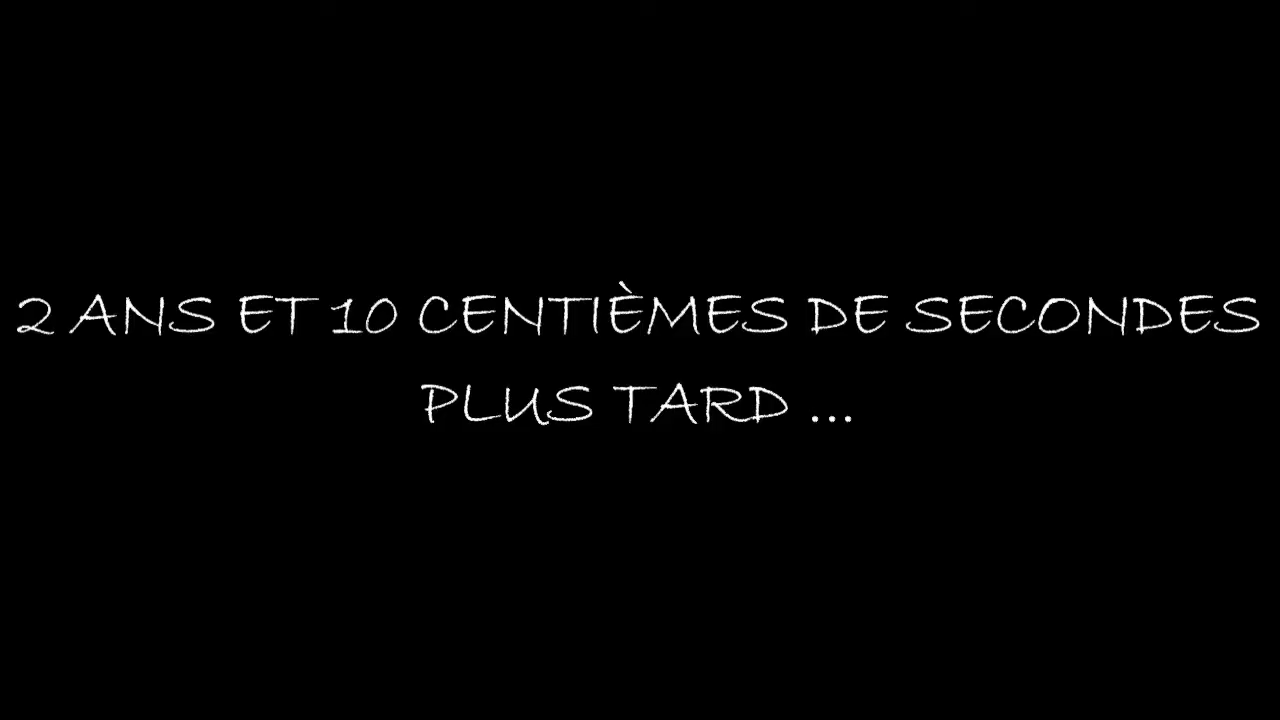 2 ANS ET 10 CENTIÈMES DE SECONDES
PLUS TARD ...